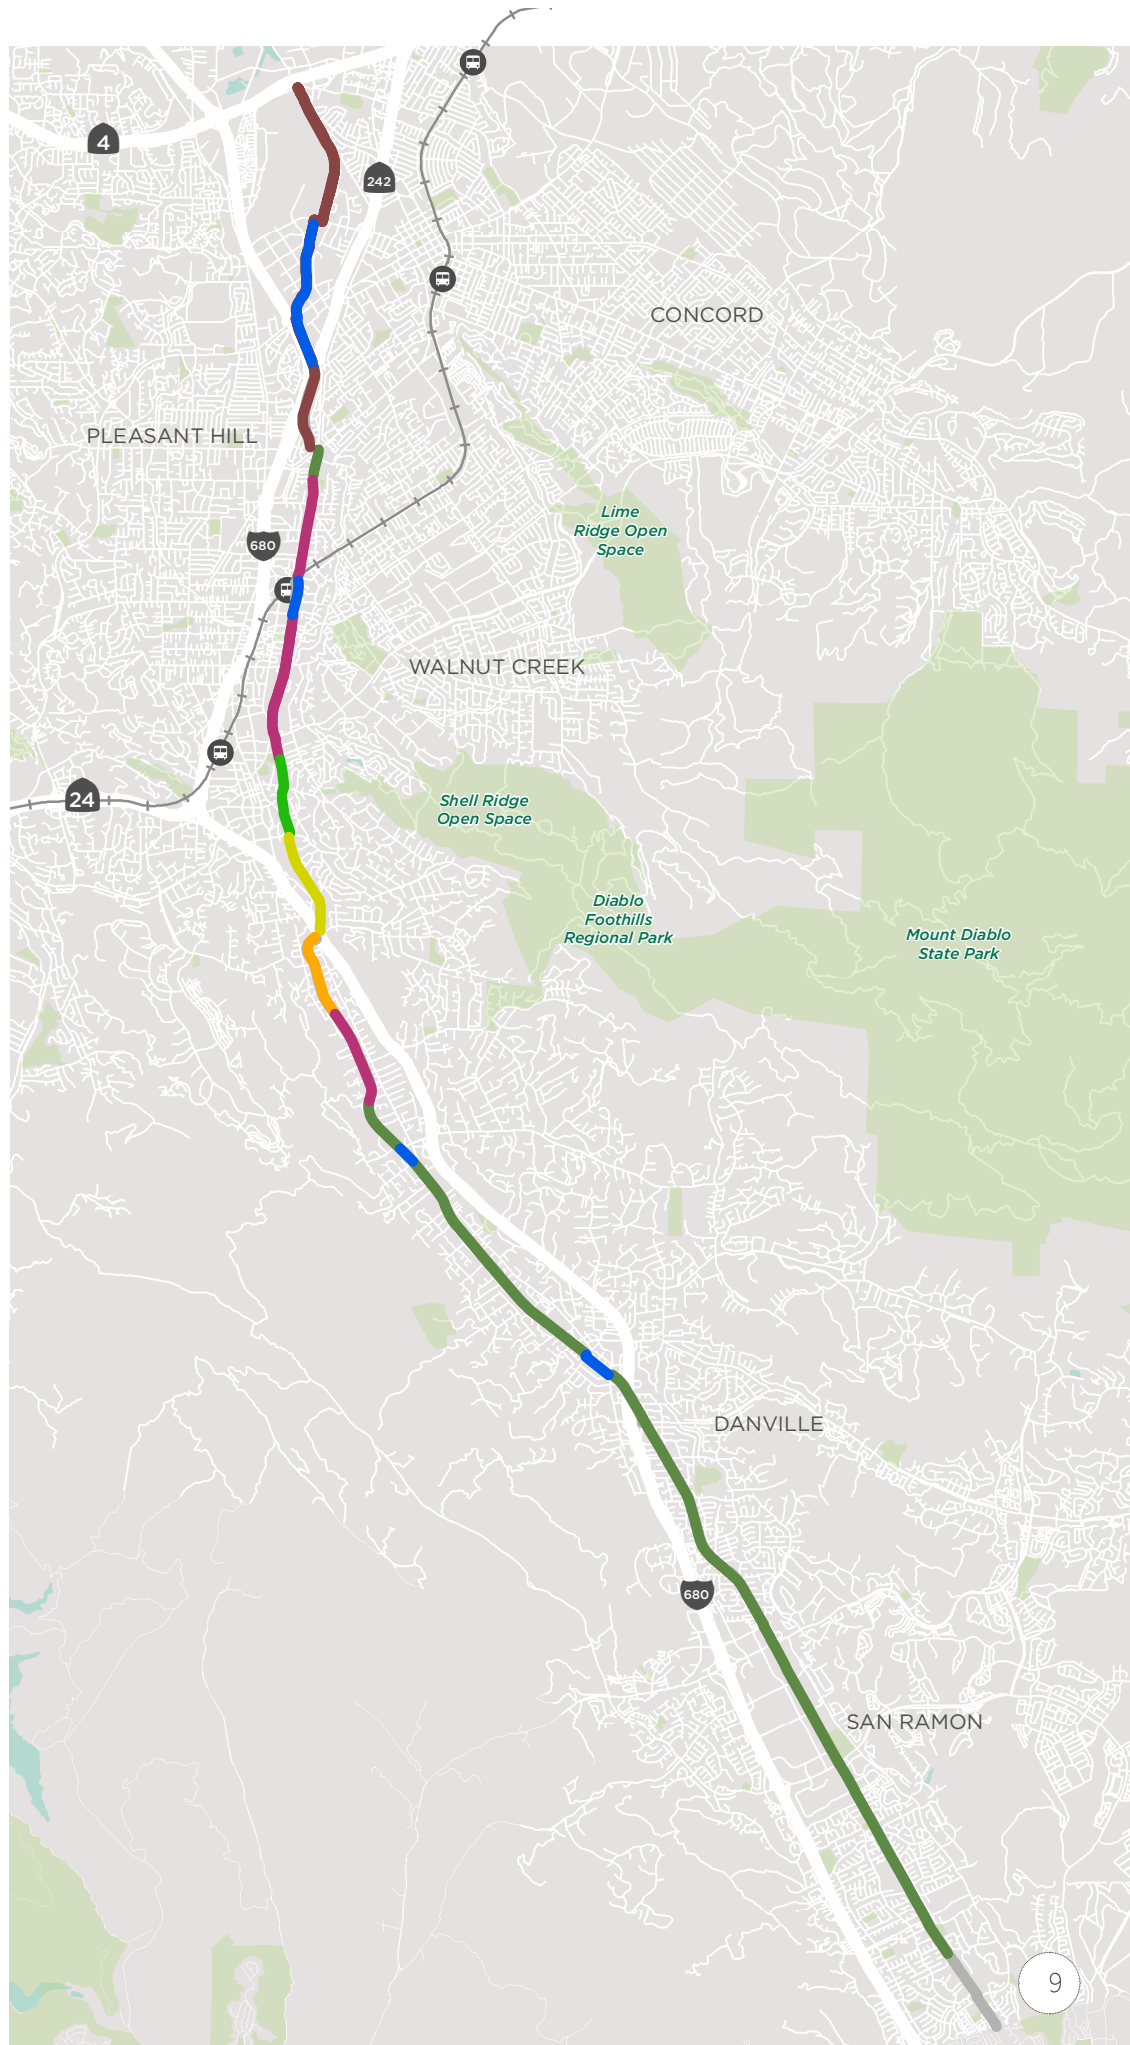 4
242
CONCORD
PLEASANT HILL
Lime
Ridge Open
Space
680
WALNUT CREEK
24
Shell Ridge
Open Space
Diablo
Foothills
Regional Park
Mount Diablo
State Park
DANVILLE
680
SAN RAMON
9